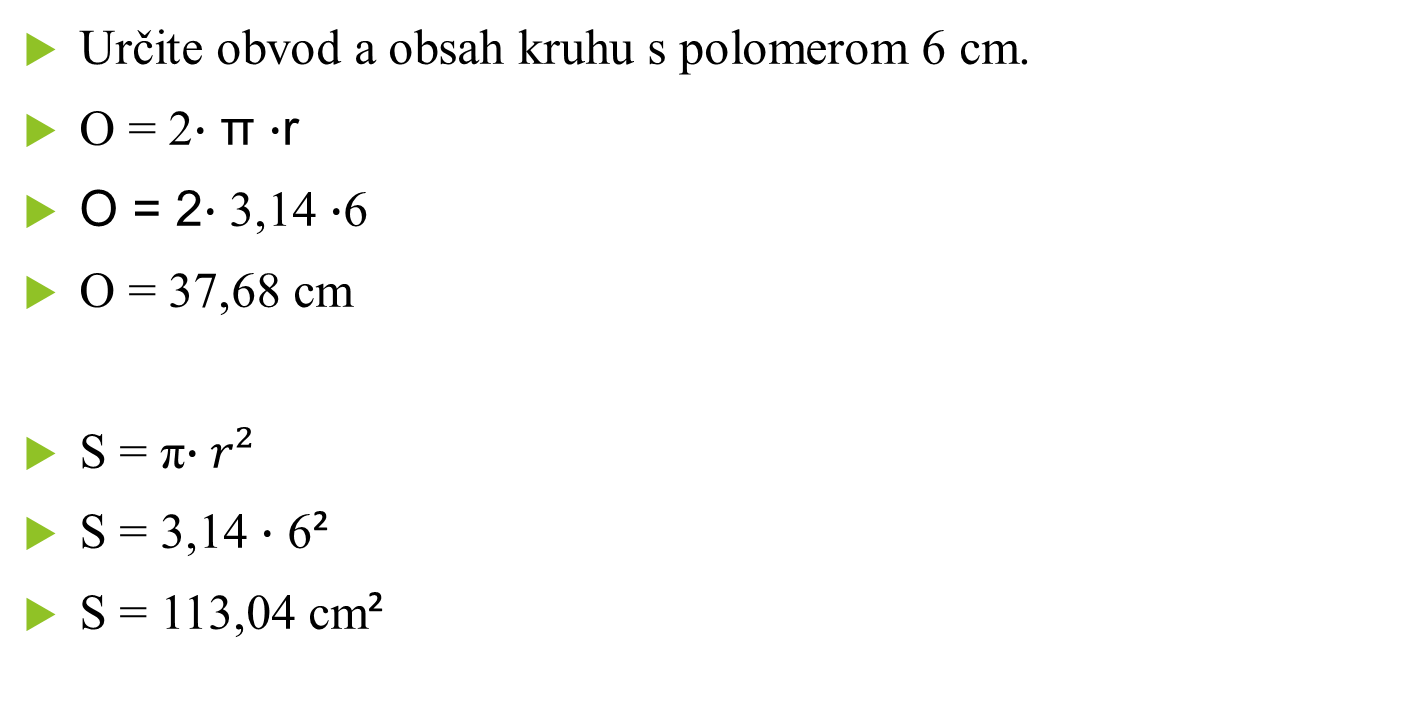 Určite obvod a obsah kruhu s polomerom 6 cm.
O = 2· π ·r
O = 2· 3,14 ·6
O = 37,68 cm
S = π· r²
S = 3,14 · 6²
S = 113,04 cm²